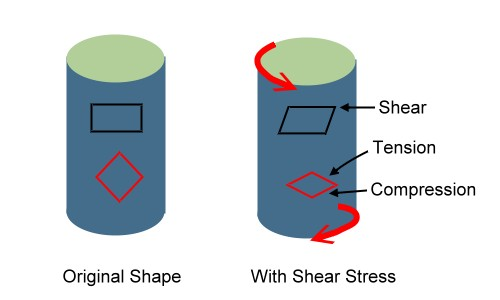 Shear
Tension
Compression
Original Shape
With Shear Stress